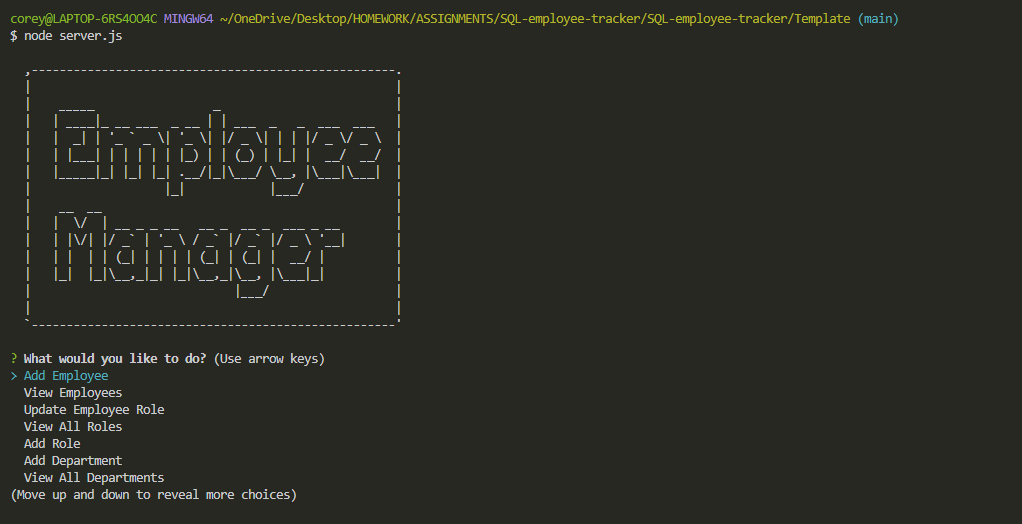 corey@LAPTOP-6RS4OO4C MINGW64 ~/OneDrive/Desktop/HOMEWORK/ASSIGNMENTS/SQL-employee-tracker/SQL-employee-tracker/Template (main)
$ node server.js
Employee
Manager
? What would you like to do? (Use arrow keys)
> Add Employee
View Employees
Update Employee Role
View All Roles
Add Role
Add Department
View All Departments
(Move up and down to reveal more choices)